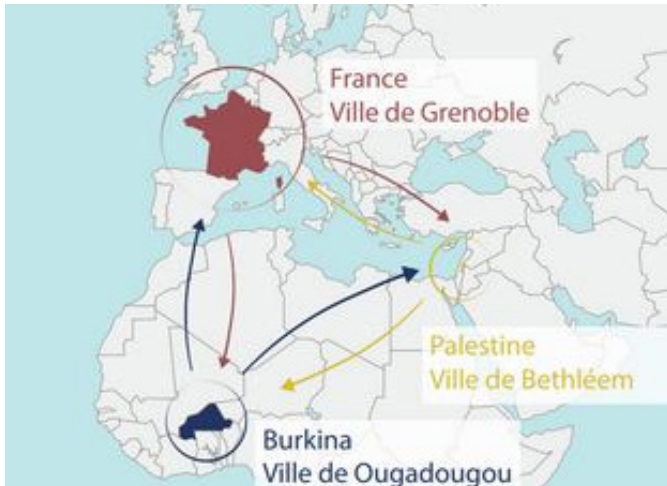 France
Ville de Grenoble
Palestine
Ville de Bethléem
Burkina
Ville de Ougadougou